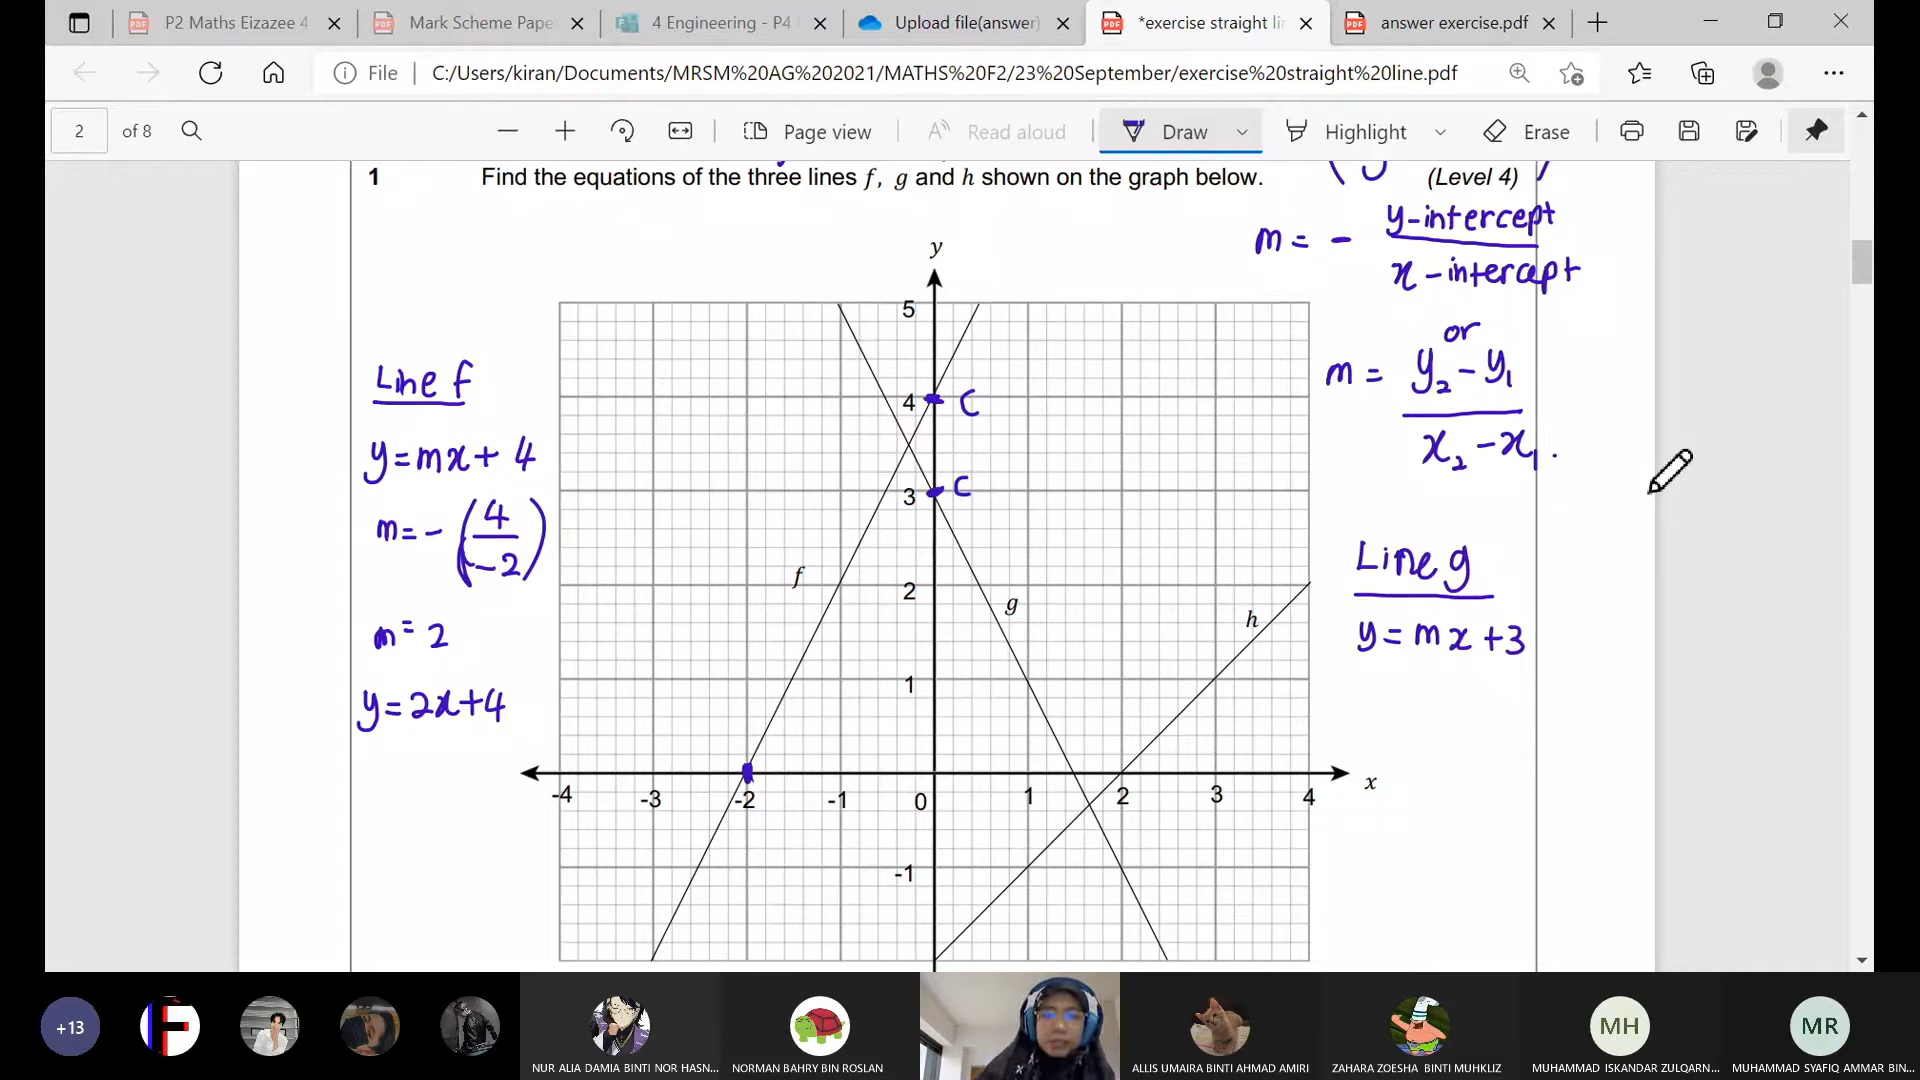 P2 Maths Eizazee 4
Mark Scheme Pape
4 Engineering - P4
Upload file(answer)
*exercise straight li
answer exercise.pdf
File
C:/Users/kiran/Documents/MRSM%20AG%202021/MATHS%20F2/23%20September/exercise%20straight%20line.pdf
2 of 8
Page view
Read aloud
Draw
Highlight
Erase
1 Find the equations of the three lines f, g and h shown on the graph below. (Level 4)
m = - y-intercept
x-intercept
or
m = y₂ - y₁
x₂ - x₁.
y
5
4 C
3 C
2
1
-4 -3 -2 -1 0 1 2 3 4 x
-1
f
g
h
Line f
y = mx + 4
m = - (4
-2)
m = 2
y = 2x+4
Line g
y = mx +3
+13
F
NUR ALIA DAMIA BINTI NOR HASN...
NORMAN BAHRY BIN ROSLAN
ALLIS UMAIRA BINTI AHMAD AMIRI
ZAHARA ZOESHA BINTI MUHKLIZ
MH
MUHAMMAD ISKANDAR ZULQARN...
MR
MUHAMMAD SYAFIQ AMMAR BIN...